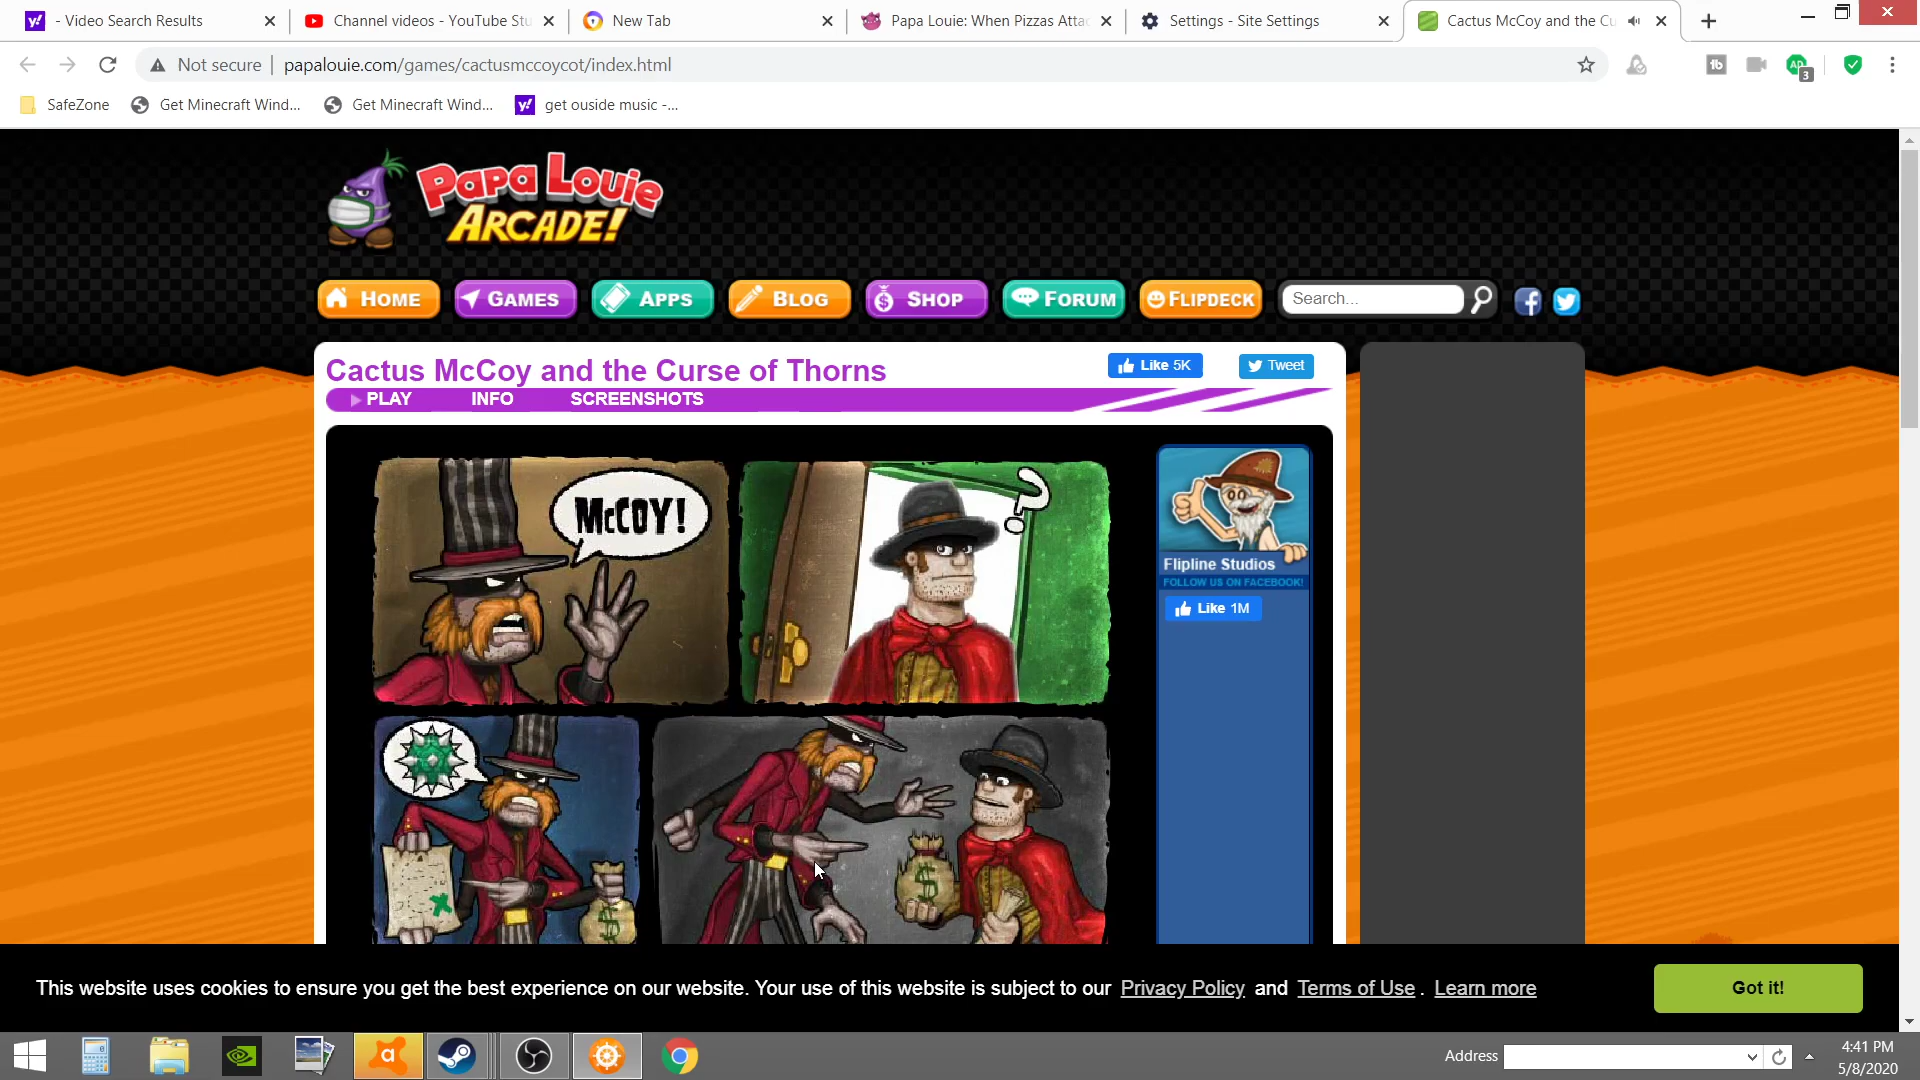 - Video Search Results
Channel videos - YouTube Stu
New Tab
Papa Louie: When Pizzas Atta
Settings - Site Settings
Cactus McCoy and the Cu
Not secure
papalouie.com/games/cactusmccoycot/index.html
3
SafeZone
Get Minecraft Wind...
Get Minecraft Wind...
get ouside music -...
Papa Louie
ARCADE!
HOME
GAMES
APPS
BLOG
SHOP
FORUM
FLIPDECK
Search...
Cactus McCoy and the Curse of Thorns
Like 5K
Tweet
PLAY
INFO
SCREENSHOTS
McCOY!
?
Flipline Studios
FOLLOW US ON FACEBOOK!
Like 1M
This website uses cookies to ensure you get the best experience on our website. Your use of this website is subject to our Privacy Policy and Terms of Use . Learn more
Got it!
Address
4:41 PM
5/8/2020